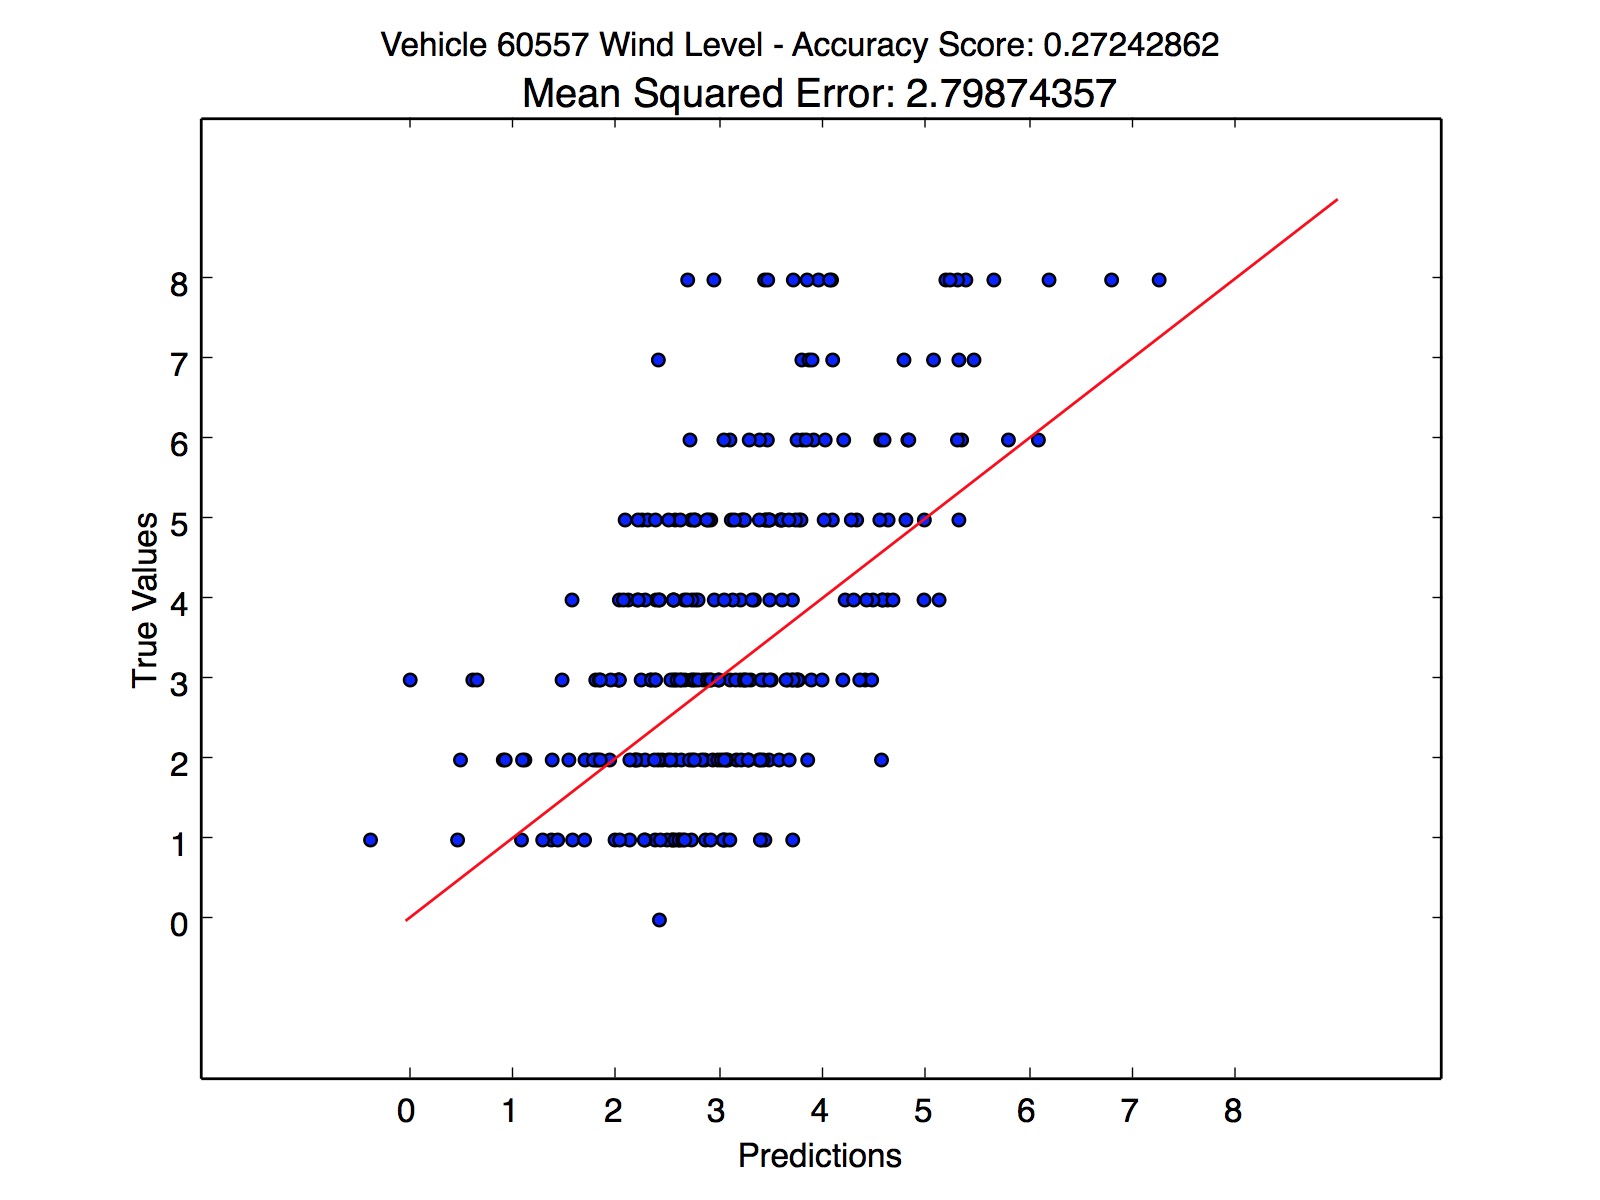 Vehicle 60557 Wind Level - Accuracy Score: 0.27242862
Mean Squared Error: 2.79874357
8
7
6
5
4
3
2
1
0
True Values
0 1 2 3 4 5 6 7 8
Predictions